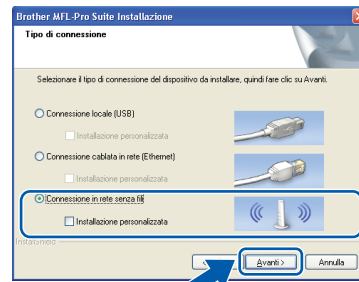 Brother MFL-Pro Suite Installazione
Tipo di connessione
Selezionare il tipo di connessione del dispositivo da installare, quindi fare clic su Avanti.
Connessione locale (USB)
Installazione personalizzata
Connessione cablata in rete (Ethernet)
Installazione personalizzata
Connessione in rete senza fili
Installazione personalizzata
InstallShield
<
Avanti >
Annulla